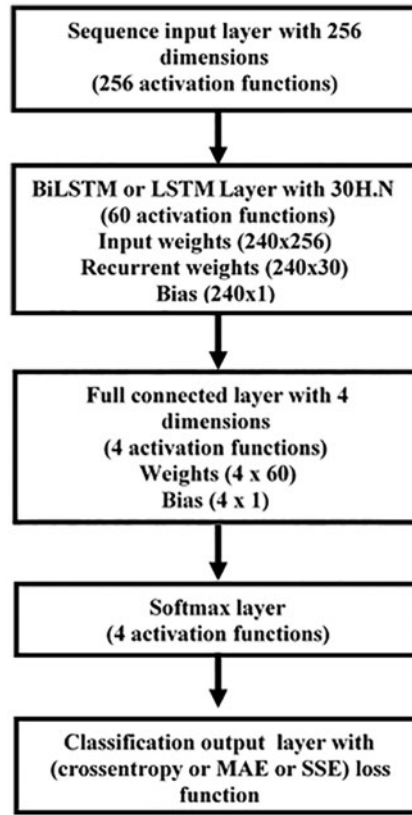 Sequence input layer with 256
dimensions
(256 activation functions)
BiLSTM or LSTM Layer with 30H.N
(60 activation functions)
Input weights (240x256)
Recurrent weights (240x30)
Bias (240x1)
Full connected layer with 4
dimensions
(4 activation functions)
Weights (4 x 60)
Bias (4 x 1)
Softmax layer
(4 activation functions)
Classification output layer with
(crossentropy or MAE or SSE) loss
function